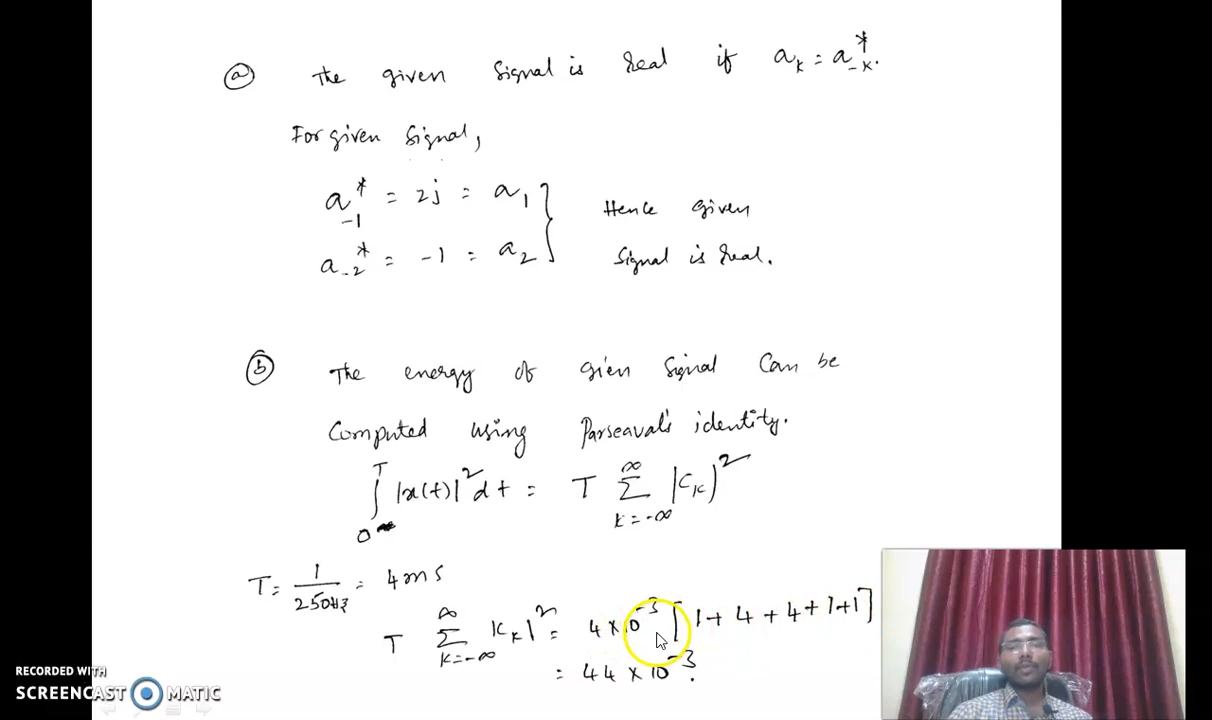 (a) The given signal is real if a_k = a*_-k.
For given signal,
a*_-1 = 2j = a_1
a_-2* = -1 = a_2
} Hence given
signal is real.
(b) The energy of gien signal can be
computed using Parseaval's identity.
∫_0^T |x(t)|^2 dt = T Σ_{k=-∞}^{∞} |C_k|^2
T = 1/250Hz = 4ms
T Σ_{k=-∞}^{∞} |C_k|^2 = 4×10^-3 [1+4+4+1+1]
= 44×10^-3.
RECORDED WITH
SCREENCAST MATIC